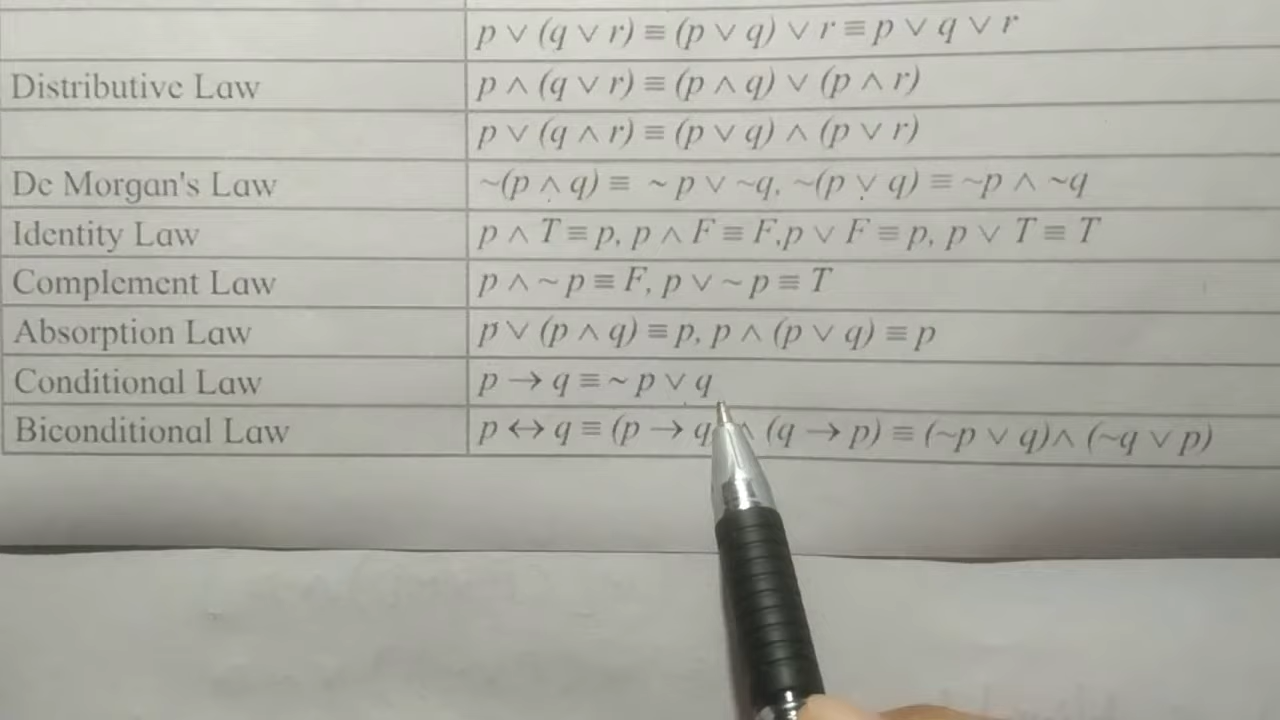 p ∨ (q ∨ r) ≡ (p ∨ q) ∨ r ≡ p ∨ q ∨ r
Distributive Law p ∧ (q ∨ r) ≡ (p ∧ q) ∨ (p ∧ r)
p ∨ (q ∧ r) ≡ (p ∨ q) ∧ (p ∨ r)
De Morgan's Law ~(p ∧ q) ≡ ~ p ∨ ~q, ~(p ∨ q) ≡ ~p ∧ ~q
Identity Law p ∧ T ≡ p, p ∧ F ≡ F,p ∨ F ≡ p, p ∨ T ≡ T
Complement Law p ∧ ~ p ≡ F, p ∨ ~ p ≡ T
Absorption Law p ∨ (p ∧ q) ≡ p, p ∧ (p ∨ q) ≡ p
Conditional Law p → q ≡ ~ p ∨ q
Biconditional Law p ↔ q ≡ (p → q) ∧ (q → p) ≡ (~p ∨ q)∧ (~q ∨ p)